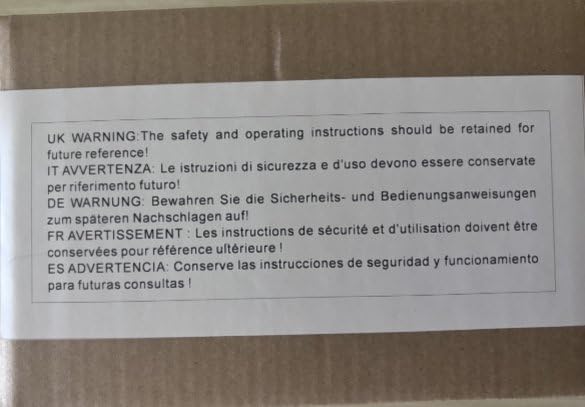 UK WARNING:The safety and operating instructions should be retained for
future reference!
IT AVVERTENZA: Le istruzioni di sicurezza e d'uso devono essere conservate
per riferimento futuro!
DE WARNUNG: Bewahren Sie die Sicherheits- und Bedienungsanweisungen
zum späteren Nachschlagen auf!
FR AVERTISSEMENT : Les instructions de sécurité et d'utilisation doivent être
conservées pour référence ultérieure !
ES ADVERTENCIA: Conserve las instrucciones de seguridad y funcionamiento
para futuras consultas !